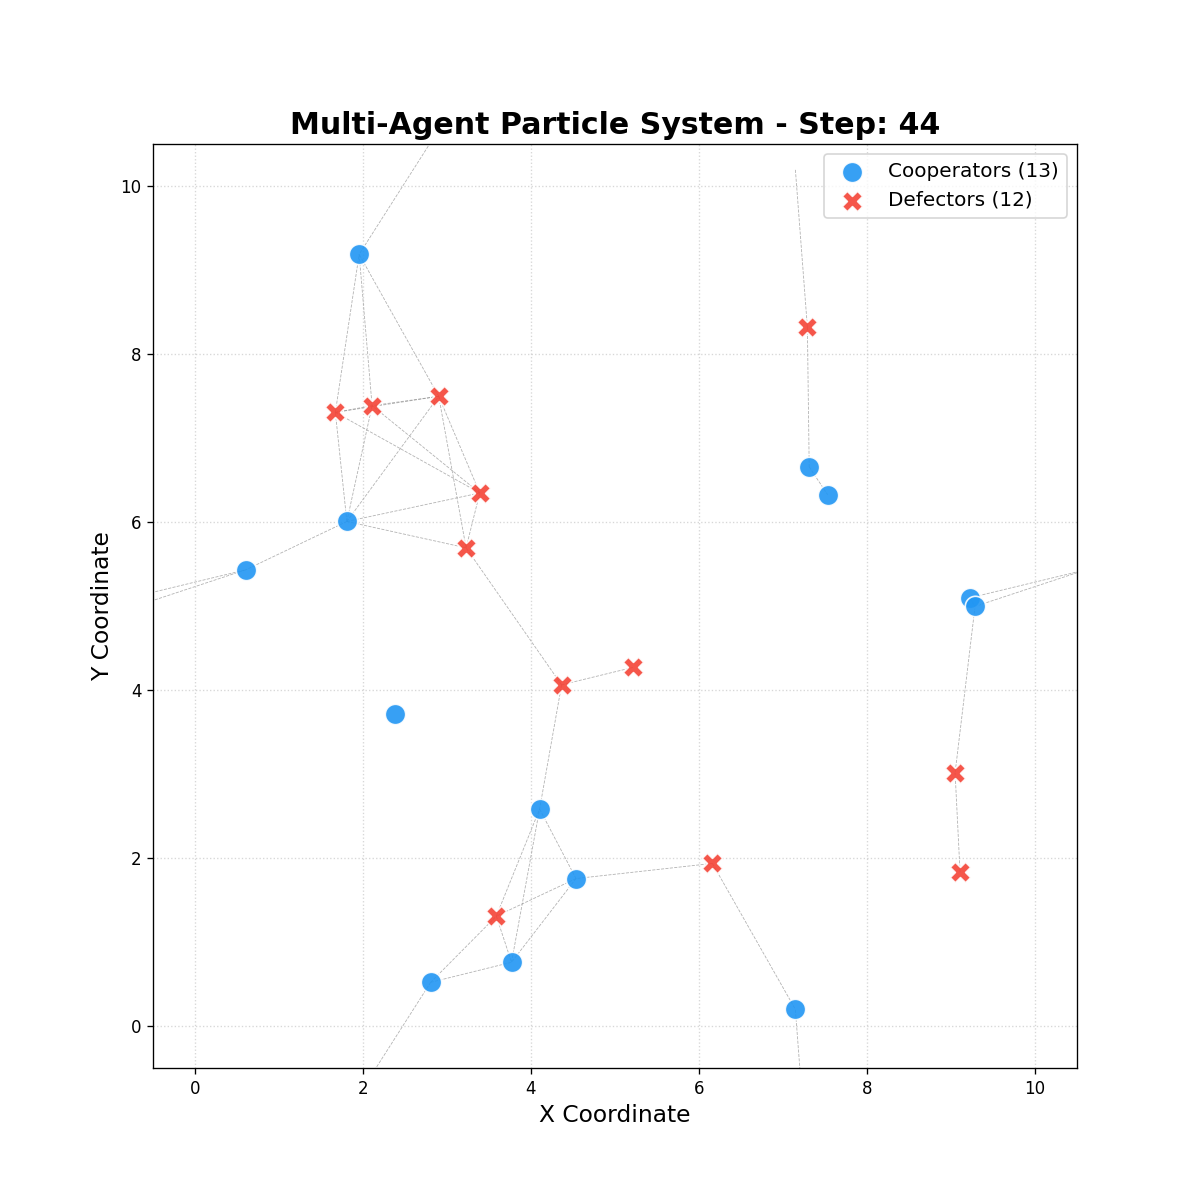 Multi-Agent Particle System - Step: 44
Cooperators (13)
Defectors (12)
Y Coordinate
10
8
6
4
2
0
0 2 4 6 8 10
X Coordinate